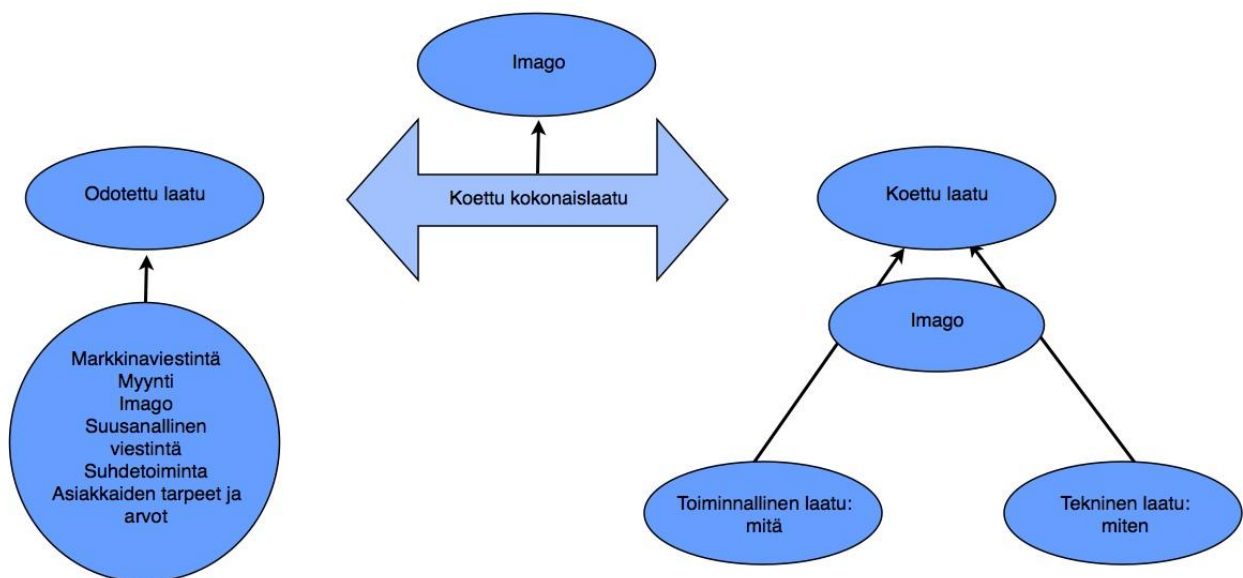 Imago
Odotettu laatu
Koettu kokonaislaatu
Koettu laatu
Imago
Markkinaviestintä
Myynti
Imago
Suusanallinen
viestintä
Suhdetoiminta
Asiakkaiden tarpeet ja
arvot
Toiminnallinen laatu:
mitä
Tekninen laatu:
miten